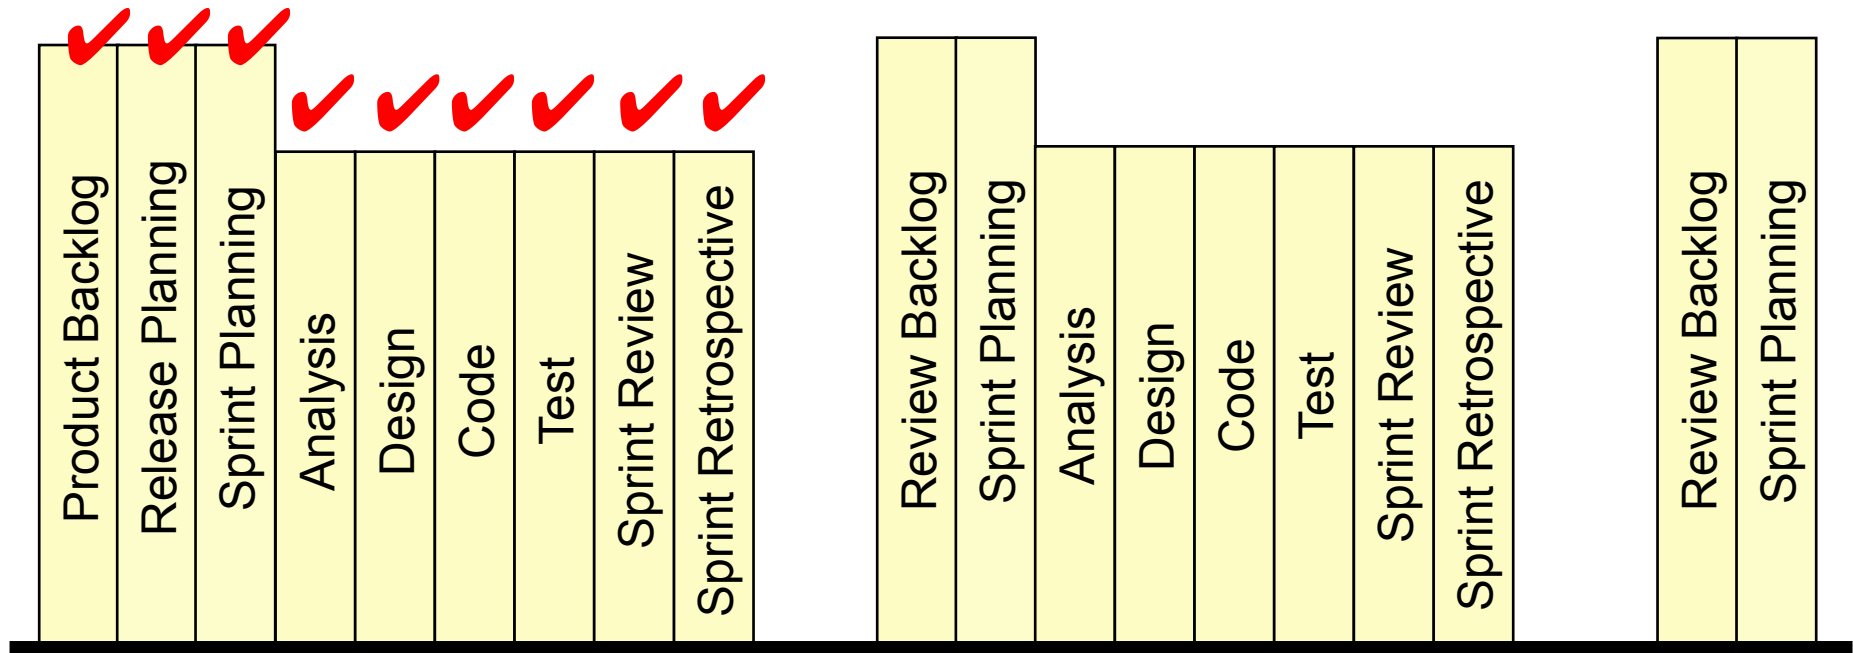 Product Backlog
Release Planning
Sprint Planning
Analysis
Design
Code
Test
Sprint Review
Sprint Retrospective
Review Backlog
Sprint Planning
Analysis
Design
Code
Test
Sprint Review
Sprint Retrospective
Review Backlog
Sprint Planning